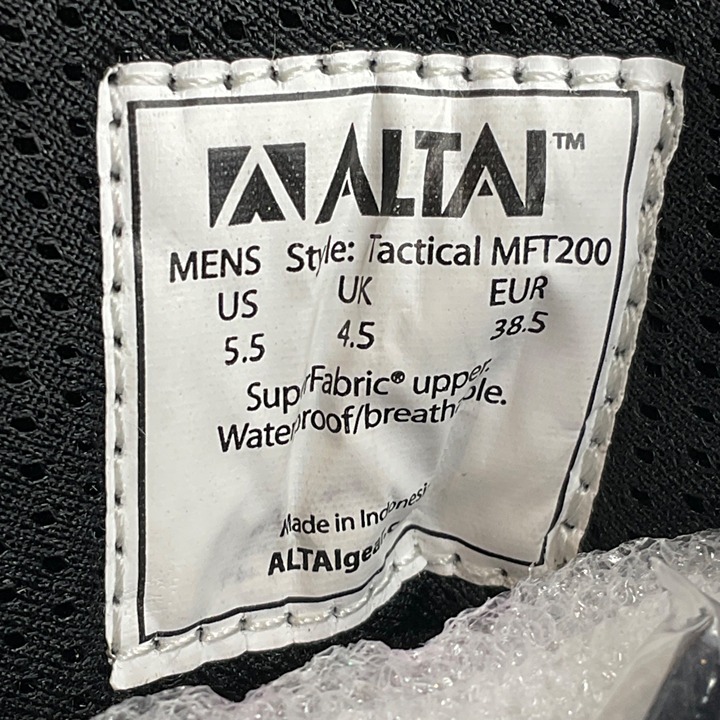 ALTAI™
MENS Style: Tactical MFT200
US UK EUR
5.5 4.5 38.5
SuperFabric® upper.
Waterproof/breathable.
Made in Indonesia